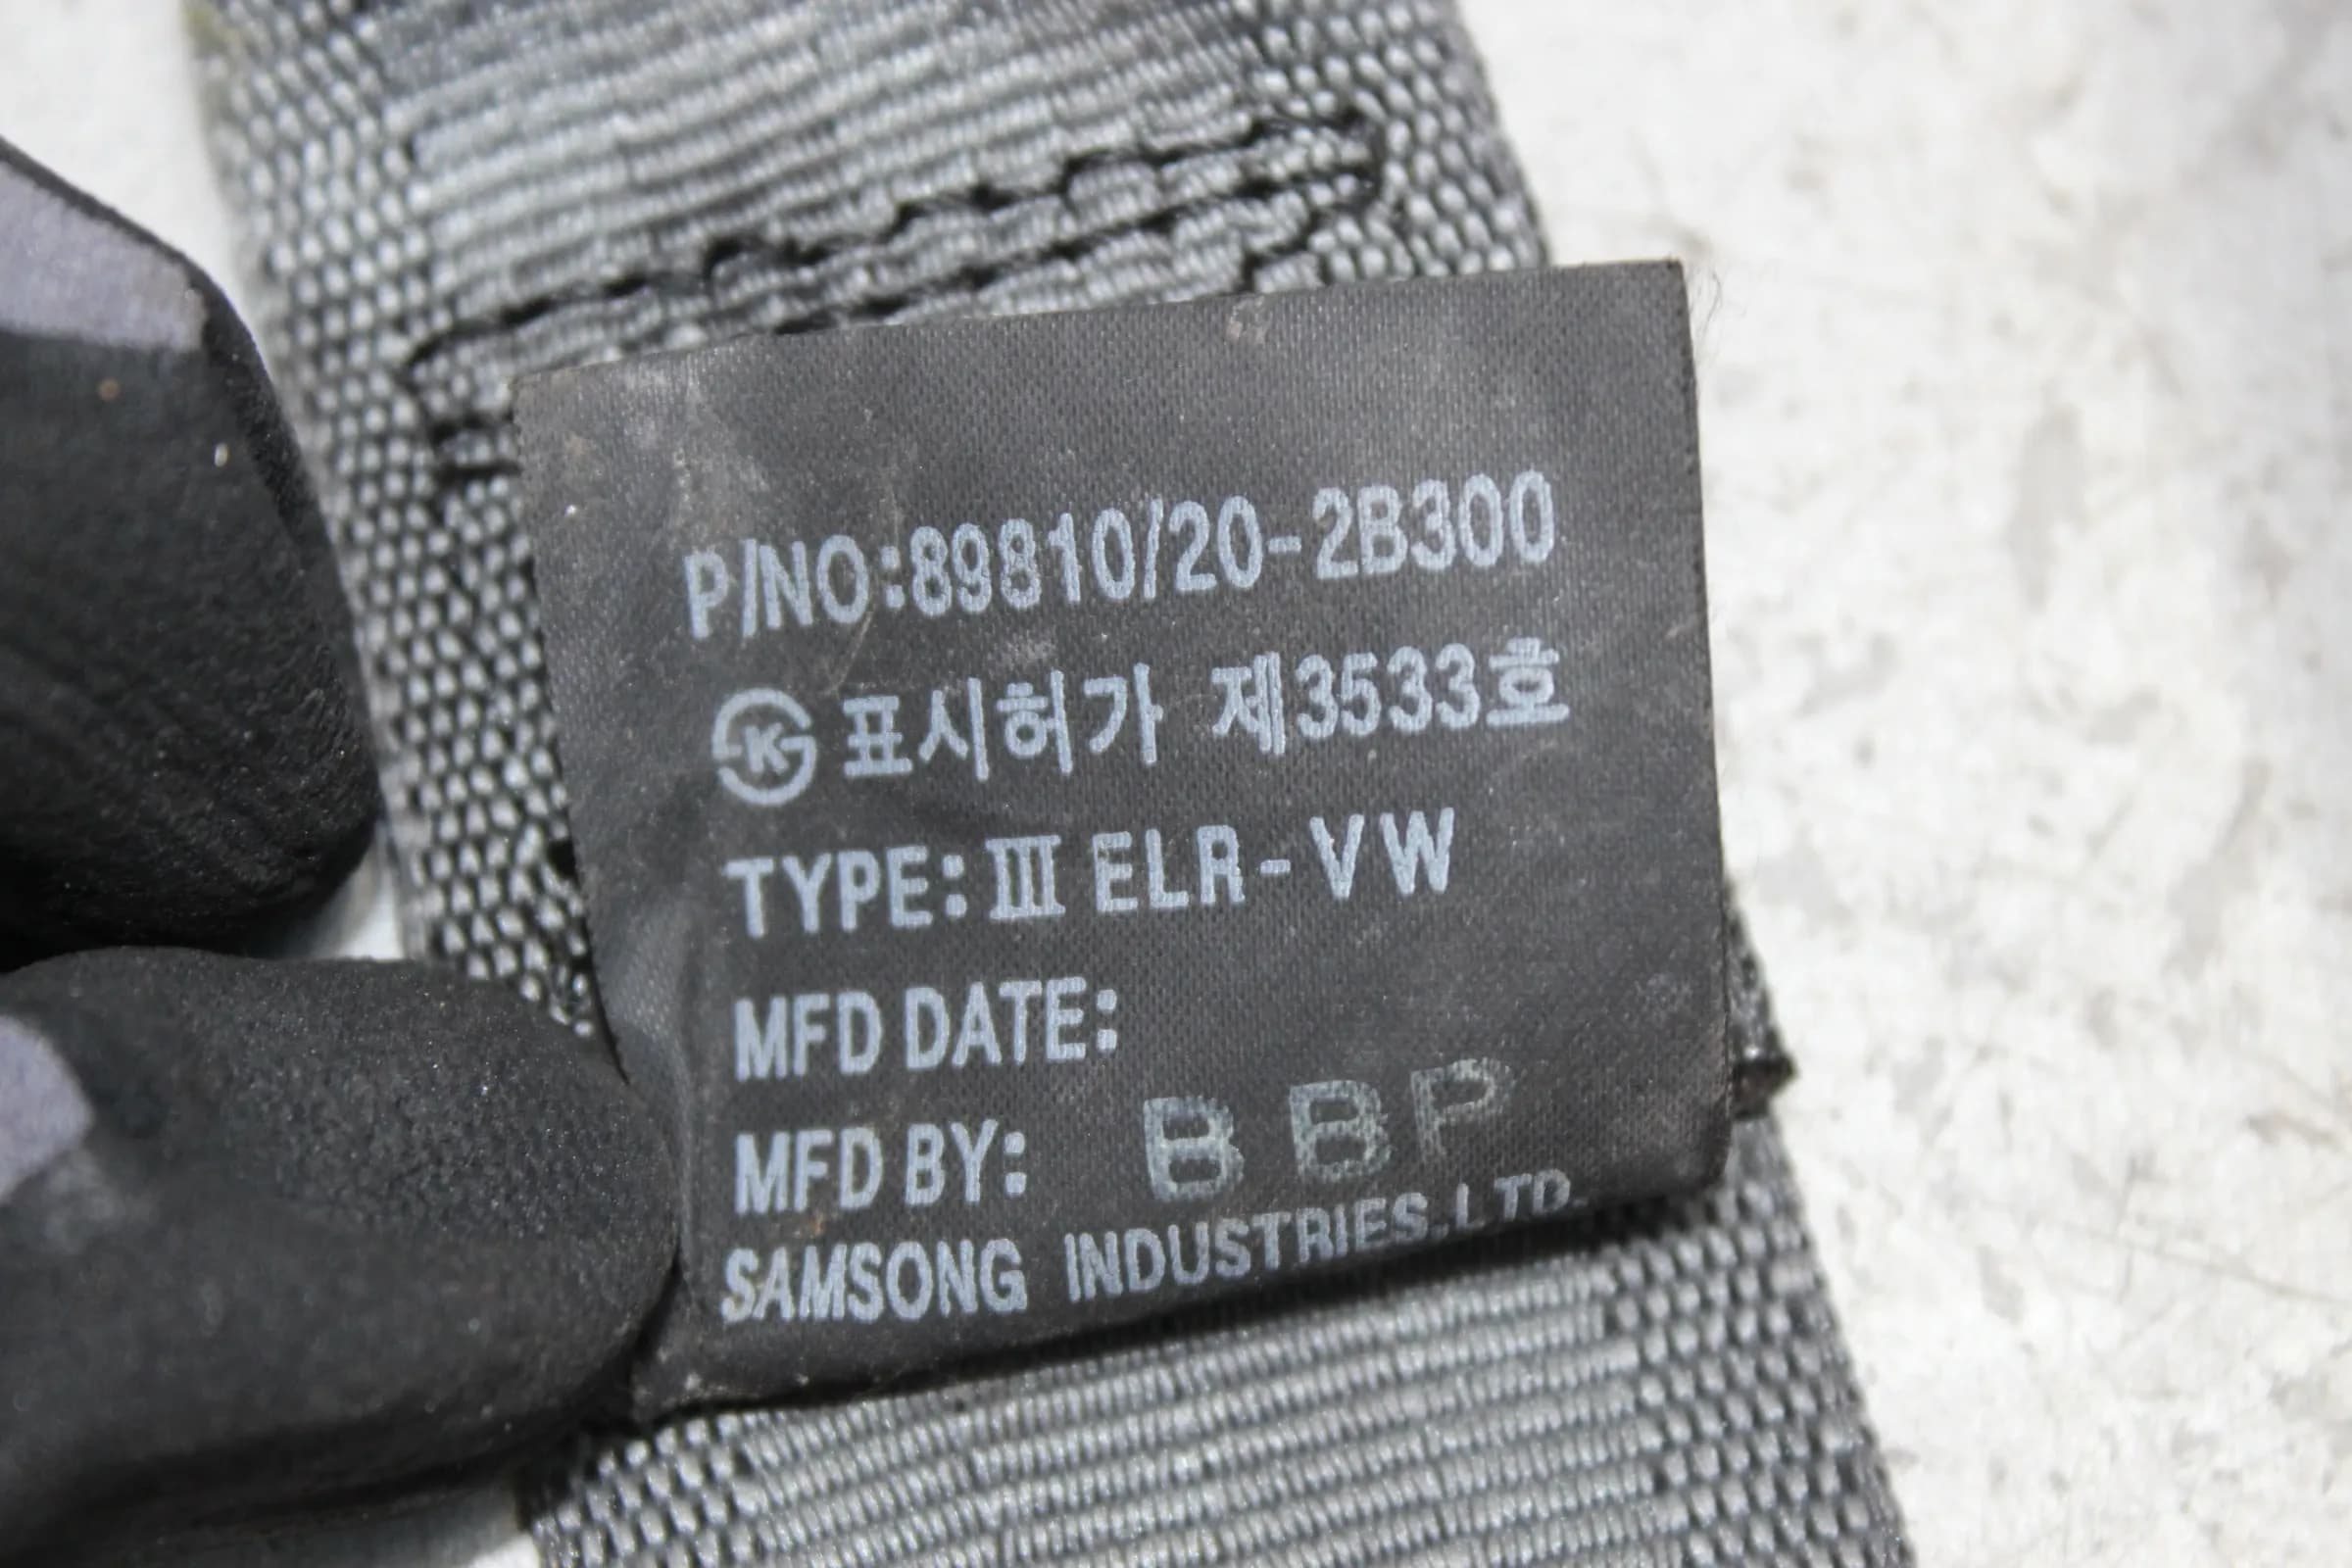 P/NO:89810/20-2B300
K 표시허가 제3533호
TYPE: III ELR-VW
MFD DATE:
B B P
MFD BY:
SAMSONG INDUSTRIES.LTD.